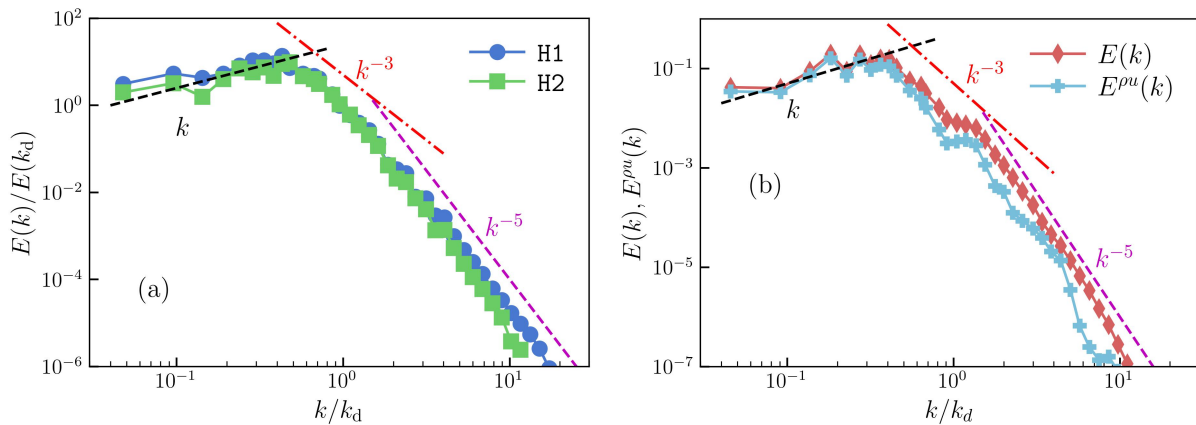 10^2
10^0
10^{-2}
10^{-4}
10^{-6}
E(k)/E(k_d)
10^{-1}
10^0
10^1
k/k_d
H1
H2
k^{-3}
k
k^{-5}
(a)
10^{-1}
10^{-3}
10^{-5}
10^{-7}
E(k), E^{ρu}(k)
10^{-1}
10^0
10^1
k/k_d
E(k)
E^{ρu}(k)
k^{-3}
k
k^{-5}
(b)